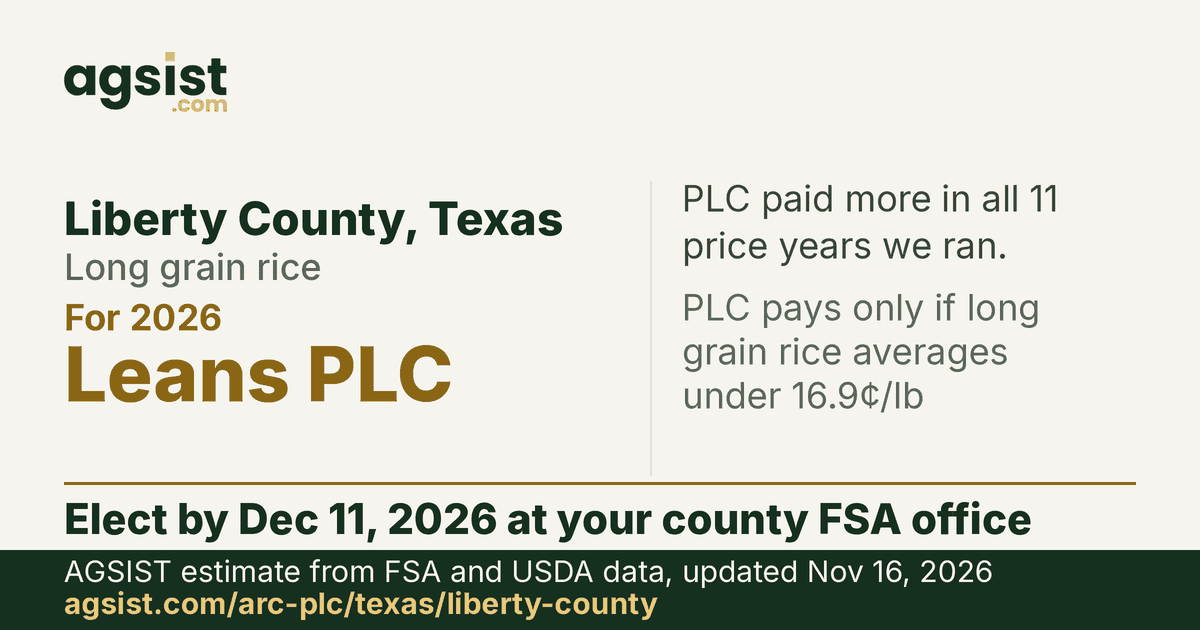 agsist
.com
Liberty County, Texas
Long grain rice
For 2026
Leans PLC
PLC paid more in all 11
price years we ran.
PLC pays only if long
grain rice averages
under 16.9¢/lb
Elect by Dec 11, 2026 at your county FSA office
AGSIST estimate from FSA and USDA data, updated Nov 16, 2026
agsist.com/arc-plc/texas/liberty-county